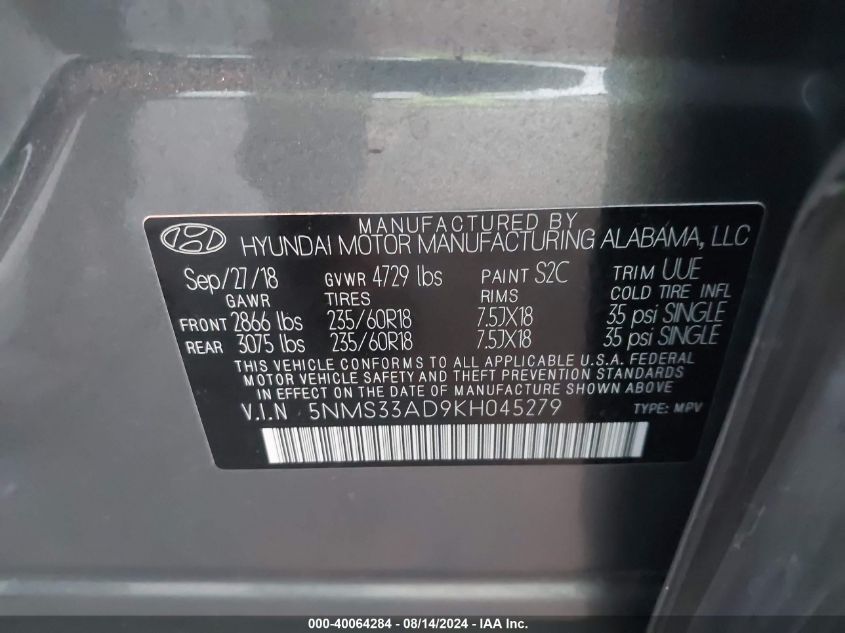 MANUFACTURED BY
HYUNDAI MOTOR MANUFACTURING ALABAMA, LLC
Sep/27/18 GVWR 4729 lbs PAINT S2C TRIM UUE
GAWR TIRES RIMS COLD TIRE INFL
FRONT 2866 lbs 235/60R18 7.5JX18 35 psi SINGLE
REAR 3075 lbs 235/60R18 7.5JX18 35 psi SINGLE
THIS VEHICLE CONFORMS TO ALL APPLICABLE U.S.A. FEDERAL
MOTOR VEHICLE SAFETY AND THEFT PREVENTION STANDARDS
IN EFFECT ON THE DATE OF MANUFACTURE SHOWN ABOVE
V.I.N 5NMS33AD9KH045279 TYPE: MPV
000-40064284 - 08/14/2024 - IAA Inc.